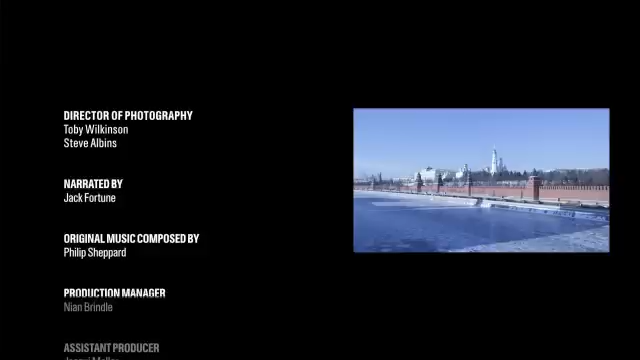 DIRECTOR OF PHOTOGRAPHY
Toby Wilkinson
Steve Albins
NARRATED BY
Jack Fortune
ORIGINAL MUSIC COMPOSED BY
Philip Sheppard
PRODUCTION MANAGER
Nian Brindle
ASSISTANT PRODUCER